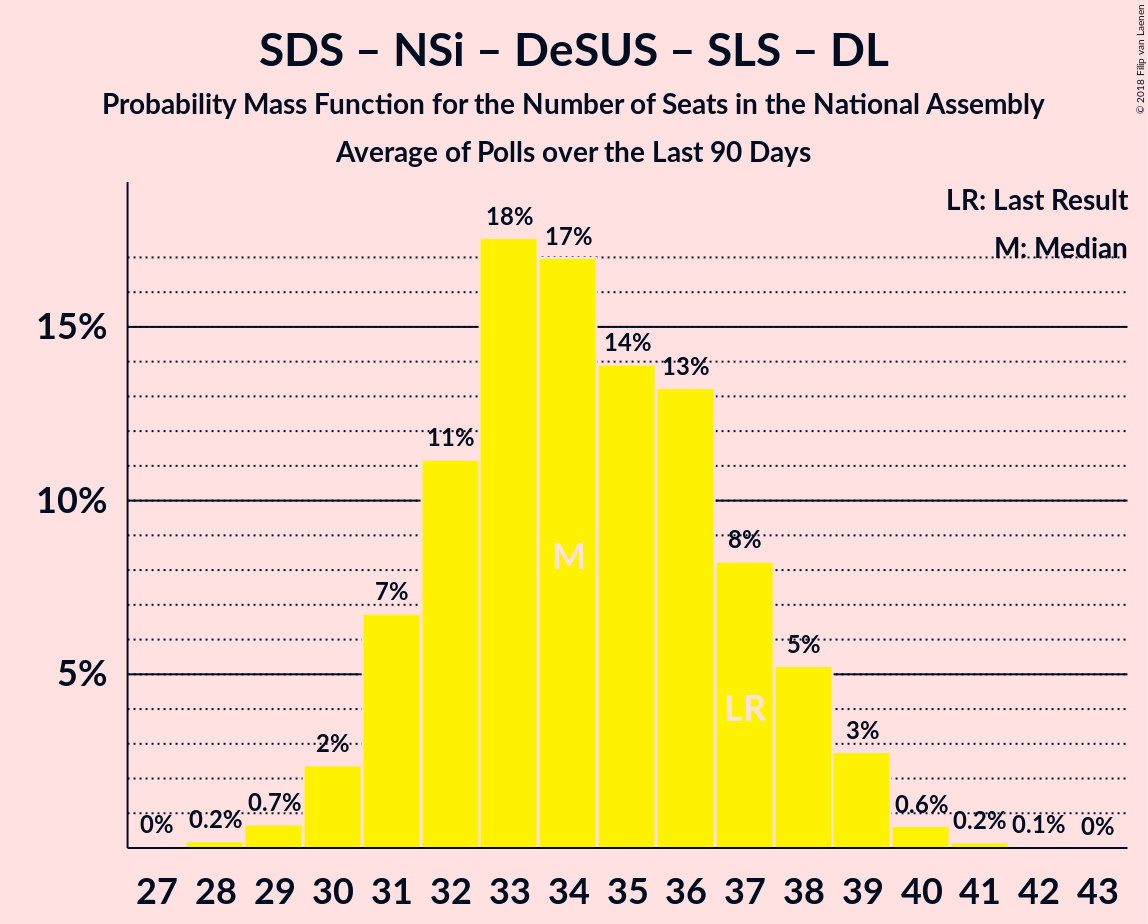 SDS – NSi – DeSUS – SLS – DL
Probability Mass Function for the Number of Seats in the National Assembly
Average of Polls over the Last 90 Days
© 2018 Filip van Laenen
LR: Last Result
M: Median
15%
10%
5%
0%
0.2%
0.7%
2%
7%
11%
18%
17%
14%
13%
8%
5%
3%
0.6%
0.2%
0.1%
0%
M
LR
27 28 29 30 31 32 33 34 35 36 37 38 39 40 41 42 43